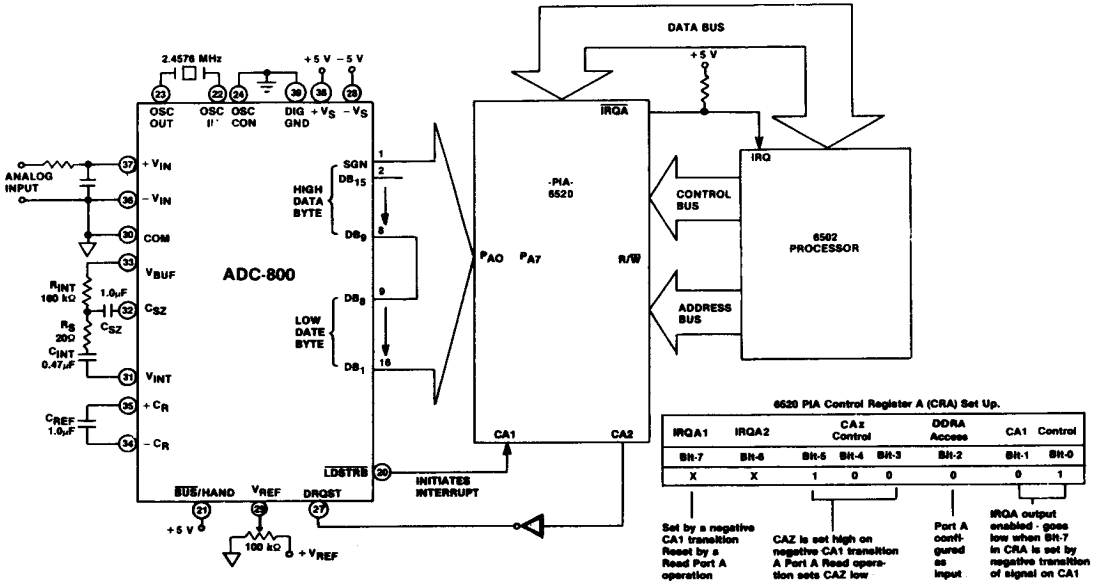 DATA BUS
2.4576 MHz
+5 V -5 V
+5 V
23 22 24 39 38 28
OSC OUT
OSC
OSC CON
DIG GND
+VS
-VS
IRQA
IRQ
37 +VIN
ANALOG INPUT
36 -VIN
30 COM
33 VBUF
RINT
180 kΩ
1.0µF
32 CSZ
CSZ
RS
20Ω
CINT
0.47µF
31 VINT
35 +CR
CREF
1.0µF
34 -CR
ADC-800
SGN 1
DB15 2
HIGH DATA BYTE
DB9 8
DB8 9
LOW DATE BYTE
DB1 16
-PIA-
6520
PA0 PA7
R/W
CONTROL BUS
ADDRESS BUS
6502
PROCESSOR
CA1 CA2
LDSTRB 20
INITIATES INTERRUPT
BUS/HAND
VREF
DRQST
21 29 27
+5 V
100 kΩ
+VREF
6520 PIA Control Register A (CRA) Set Up.
IRQA1 IRQA2 CAz Control DDRA Access CA1 Control
Bit-7 Bit-6 Bit-5 Bit-4 Bit-3 Bit-2 Bit-1 Bit-0
X X 1 0 0 0 0 1
Set by a negative
CA1 transition
Reset by a
Read Port A
operation
CAZ is set high on
negative CA1 transition
A Port A Read opera-
tion sets CAZ low
Port A
confi-
gured
as
input
IRQA output
enabled - goes
low when Bit-7
in CRA is set by
negative transition
of signal on CA1